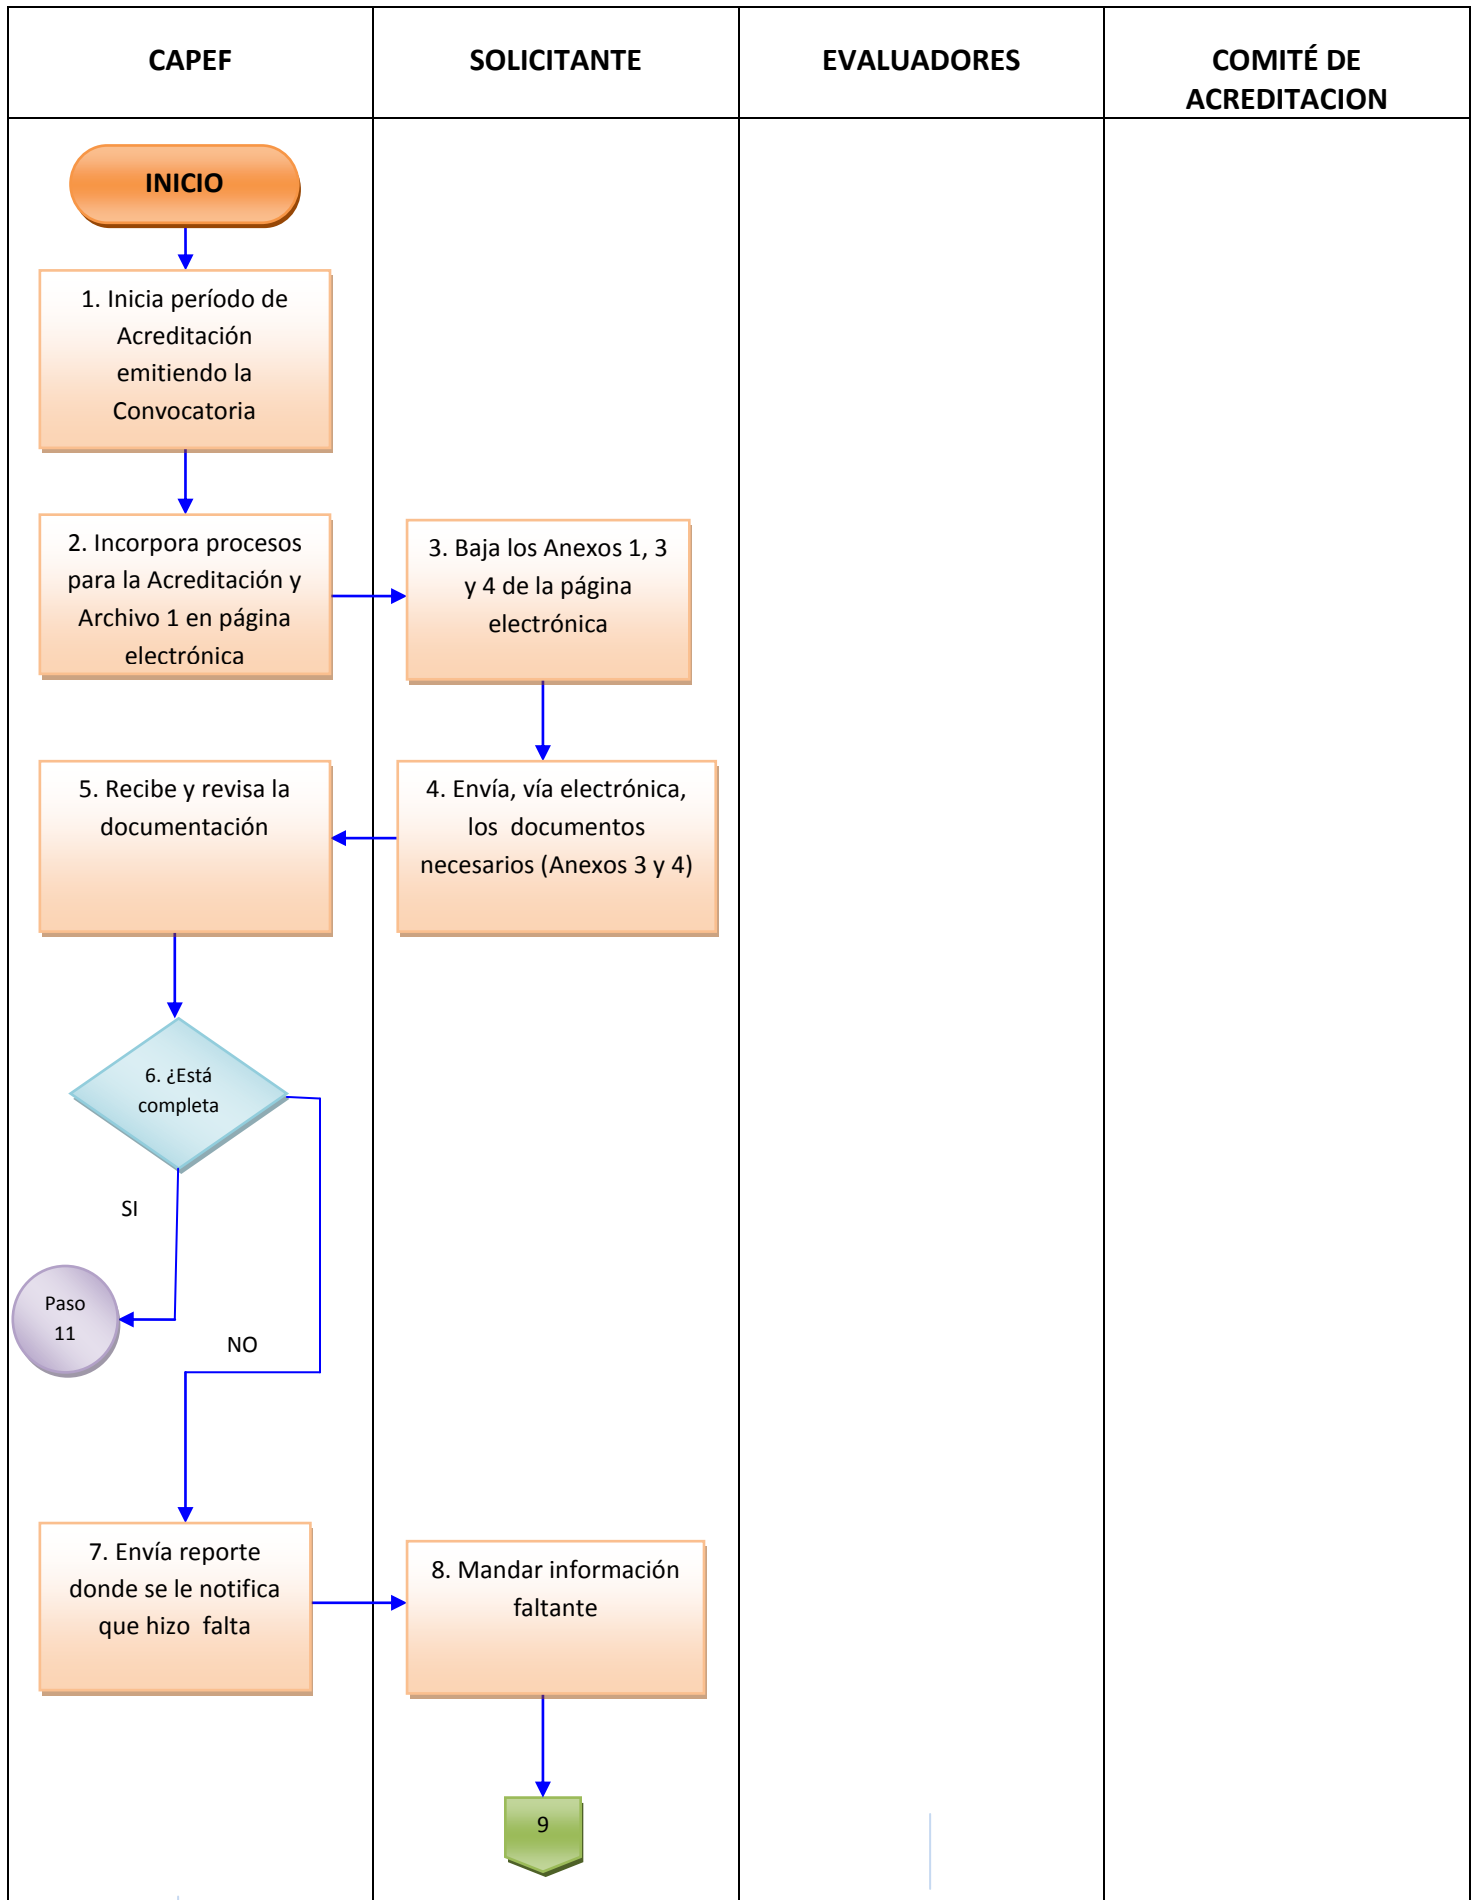 CAPEF
SOLICITANTE
EVALUADORES
COMITÉ DE
ACREDITACION
INICIO
1. Inicia período de
Acreditación
emitiendo la
Convocatoria
2. Incorpora procesos
para la Acreditación y
Archivo 1 en página
electrónica
3. Baja los Anexos 1, 3
y 4 de la página
electrónica
4. Envía, vía electrónica,
los documentos
necesarios (Anexos 3 y 4)
5. Recibe y revisa la
documentación
6. ¿Está
completa
SI
Paso
11
NO
7. Envía reporte
donde se le notifica
que hizo falta
8. Mandar información
faltante
9